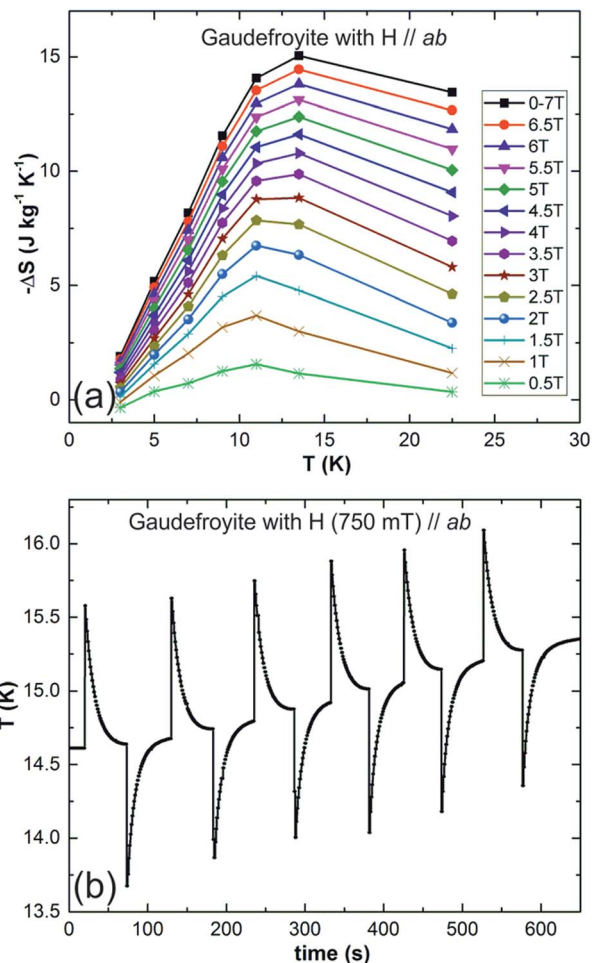 Gaudefroyite with H // ab
15
10
5
0
-ΔS (J kg⁻¹ K⁻¹)
0-7T
6.5T
6T
5.5T
5T
4.5T
4T
3.5T
3T
2.5T
2T
1.5T
1T
0.5T
(a)
0 5 10 15 20 25 30
T (K)
Gaudefroyite with H (750 mT) // ab
16.0
15.5
15.0
14.5
14.0
13.5
T (K)
(b)
0 100 200 300 400 500 600
time (s)